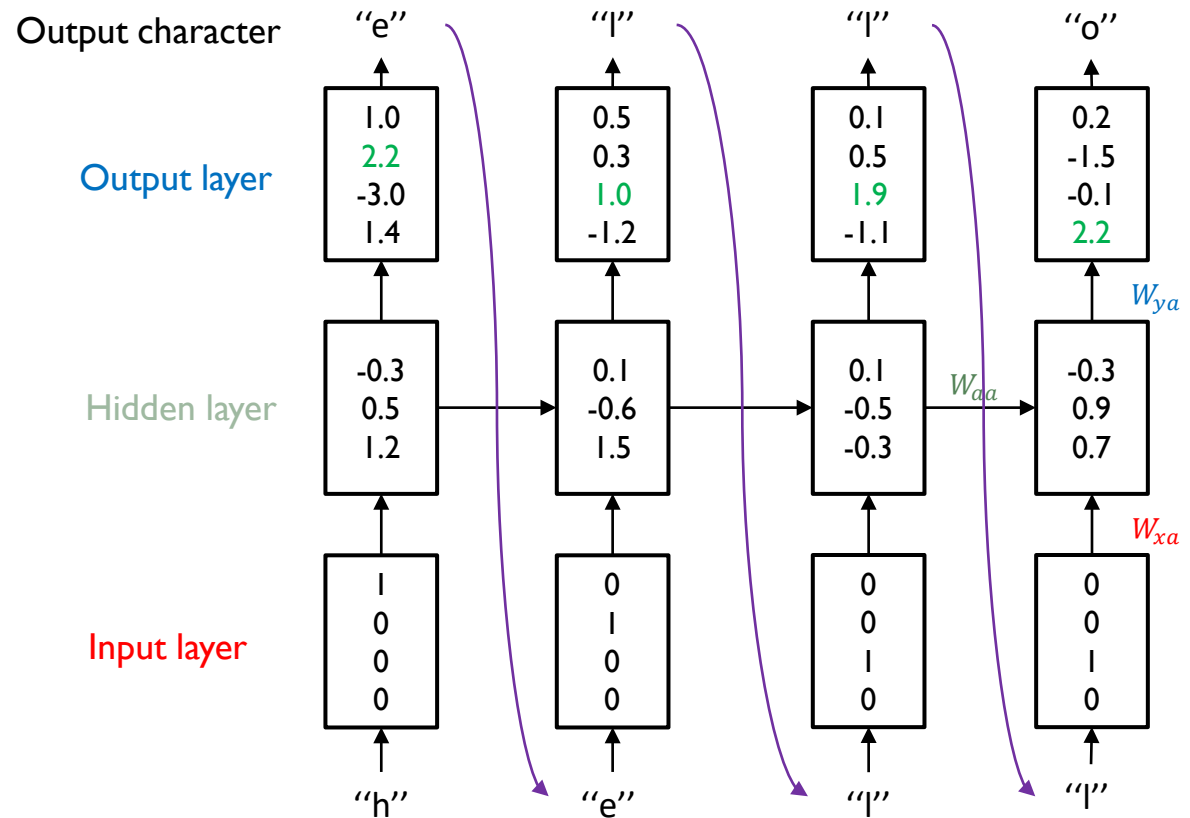 Output character “e” “l” “l” “o”
1.0 0.5 0.1 0.2
2.2 0.3 0.5 -1.5
Output layer -3.0 1.0 1.9 -0.1
1.4 -1.2 -1.1 2.2
W_ya
-0.3 0.1 0.1 W_aa -0.3
Hidden layer 0.5 -0.6 -0.5 0.9
1.2 1.5 -0.3 0.7
W_xa
1 0 0 0
0 1 0 0
Input layer 0 0 1 1
0 0 0 0
“h” “e” “l” “l”